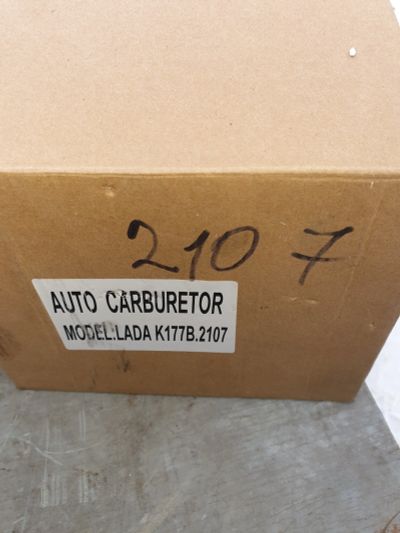 2107
AUTO CARBURETOR
MODEL:LADA K177B.2107